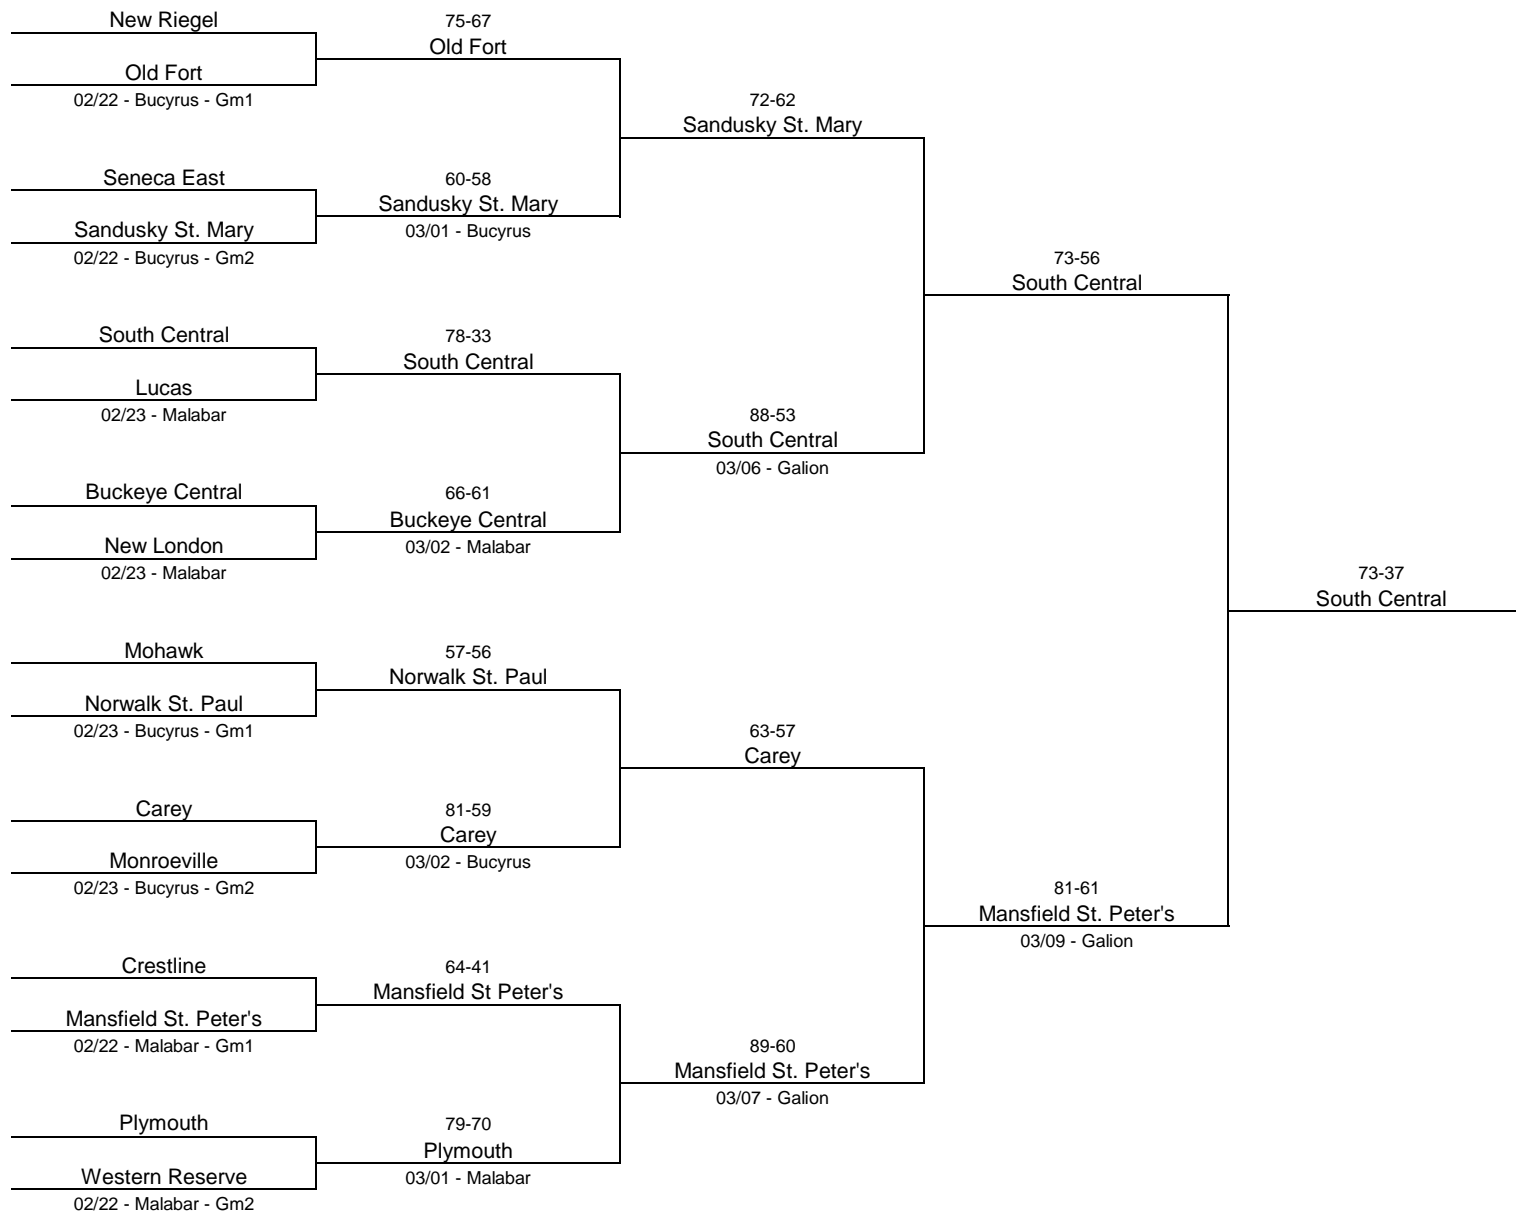 New Riegel
75-67
Old Fort
Old Fort
02/22 - Bucyrus - Gm1
72-62
Sandusky St. Mary
Seneca East
60-58
Sandusky St. Mary
Sandusky St. Mary
03/01 - Bucyrus
02/22 - Bucyrus - Gm2
73-56
South Central
South Central
78-33
South Central
Lucas
02/23 - Malabar
88-53
South Central
03/06 - Galion
Buckeye Central
66-61
Buckeye Central
New London
03/02 - Malabar
02/23 - Malabar
73-37
South Central
Mohawk
57-56
Norwalk St. Paul
Norwalk St. Paul
02/23 - Bucyrus - Gm1
63-57
Carey
Carey
81-59
Carey
Monroeville
03/02 - Bucyrus
02/23 - Bucyrus - Gm2
81-61
Mansfield St. Peter's
03/09 - Galion
Crestline
64-41
Mansfield St Peter's
Mansfield St. Peter's
02/22 - Malabar - Gm1
89-60
Mansfield St. Peter's
03/07 - Galion
Plymouth
79-70
Plymouth
Western Reserve
03/01 - Malabar
02/22 - Malabar - Gm2